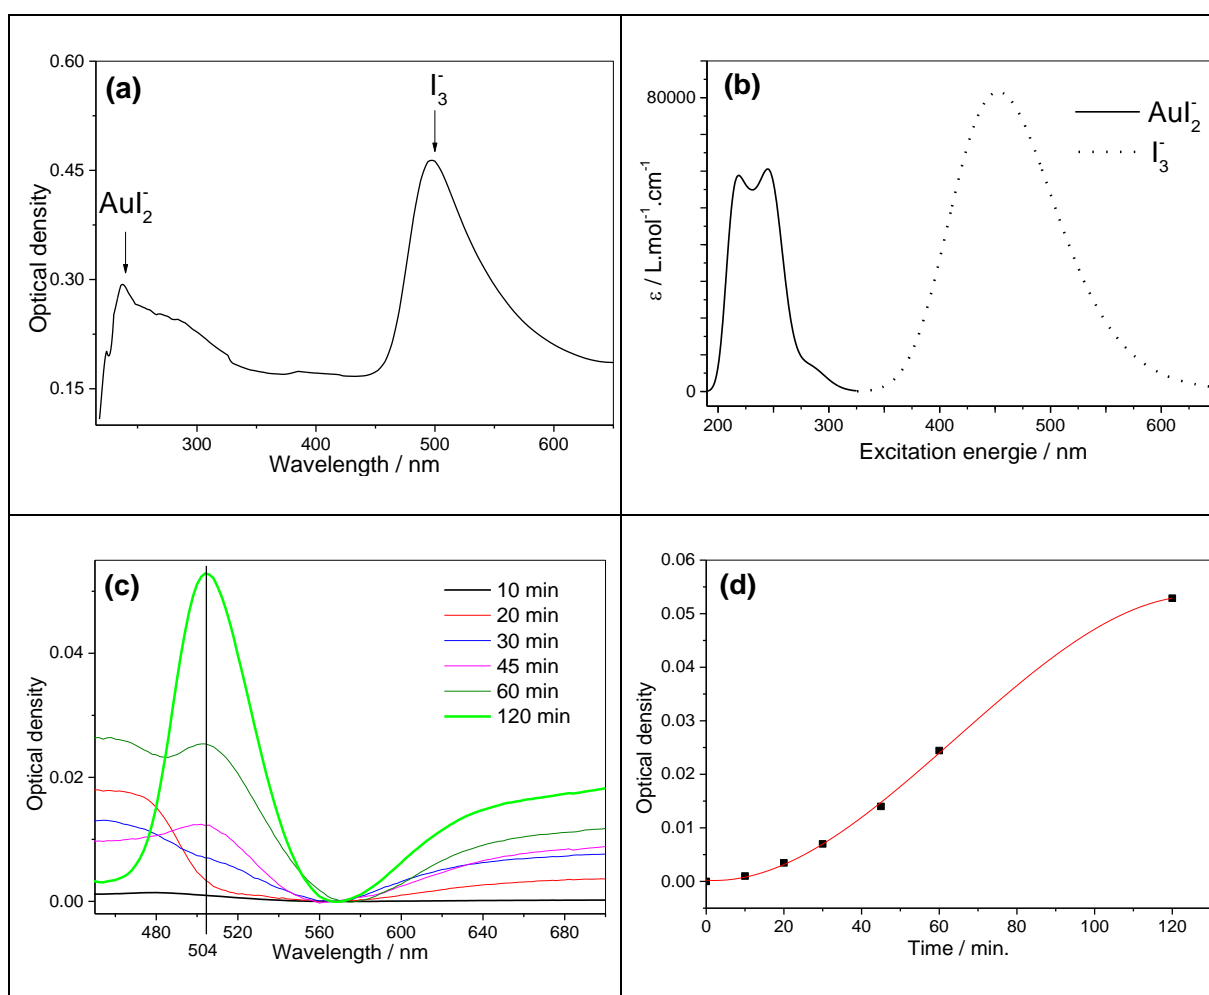 (a)
0.60
0.45
0.30
0.15
Optical density
AuI₂⁻
I₃⁻
300 400 500 600
Wavelength / nm
(b)
80000
0
ε / L.mol⁻¹.cm⁻¹
AuI₂⁻
I₃⁻
200 300 400 500 600
Excitation energie / nm
(c)
0.04
0.02
0.00
Optical density
10 min
20 min
30 min
45 min
60 min
120 min
480 520 560 600 640 680
504
Wavelength / nm
(d)
0.06
0.05
0.04
0.03
0.02
0.01
0.00
Optical density
0 20 40 60 80 100 120
Time / min.